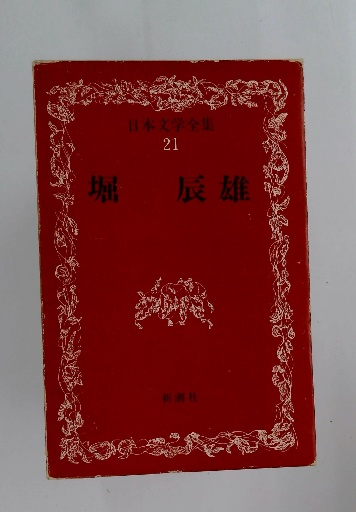 日本文学全集
21
堀 辰雄
新潮社